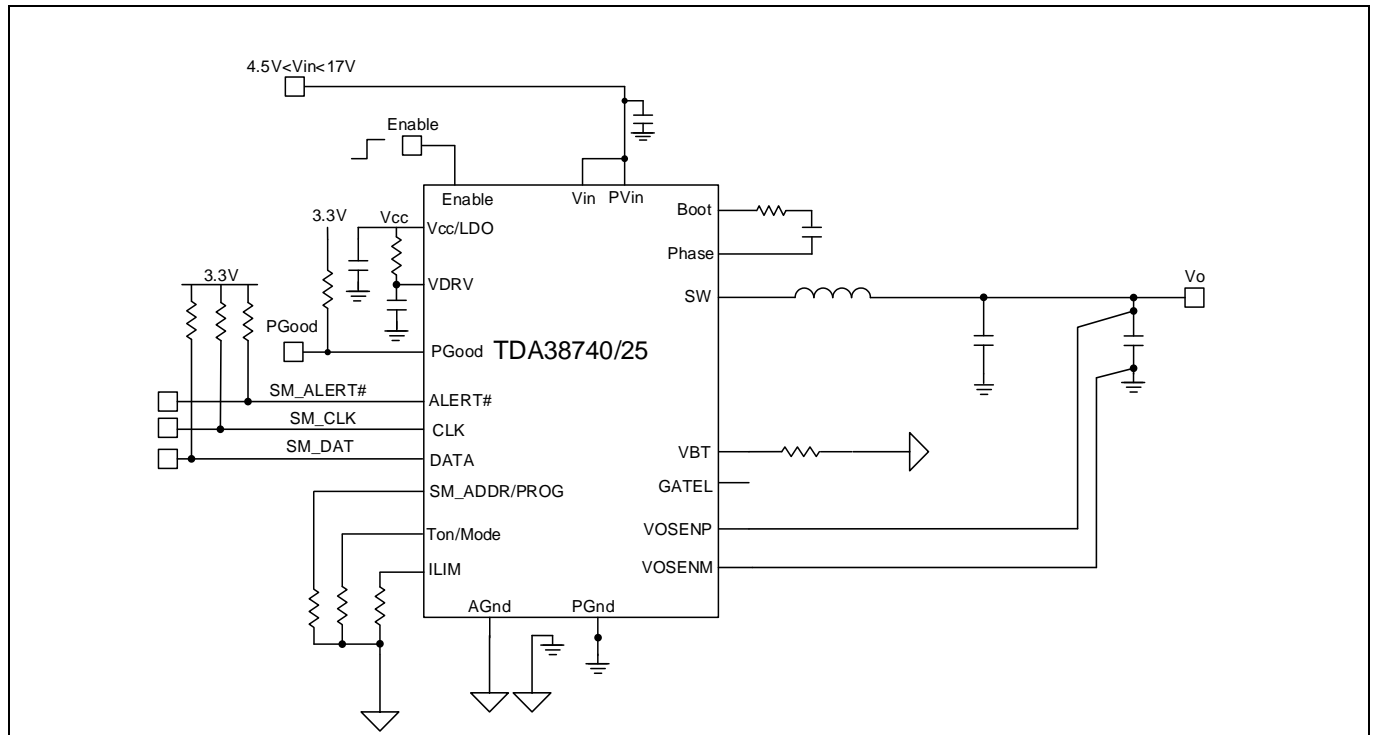 4.5V<Vin<17V
Enable
Enable
Vin
PVin
3.3V
Vcc
Vcc/LDO
Boot
Phase
3.3V
VDRV
SW
Vo
PGood
PGood
TDA38740/25
SM_ALERT#
ALERT#
SM_CLK
CLK
SM_DAT
DATA
VBT
GATEL
SM_ADDR/PROG
VOSENP
Ton/Mode
VOSENM
ILIM
AGnd
PGnd